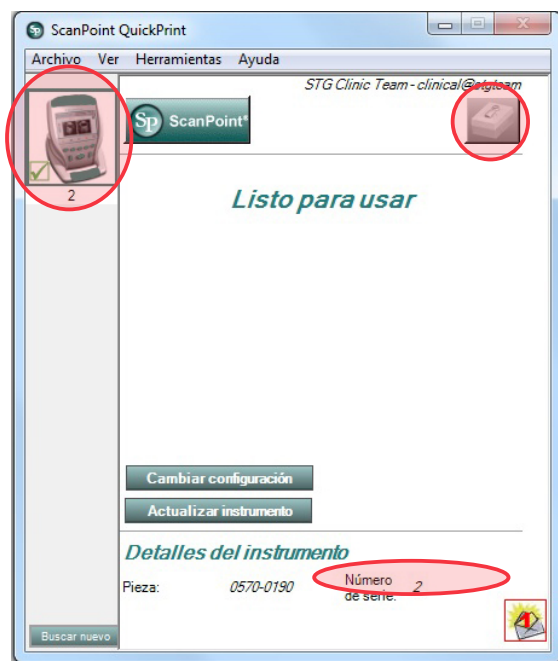 ScanPoint QuickPrint
Archivo Ver Herramientas Ayuda
STG Clinic Team - clinical@stgteam
Sp ScanPoint®
2
Listo para usar
Cambiar configuración
Actualizar instrumento
Detalles del instrumento
Pieza: 0570-0190 Número de serie: 2
Buscar nuevo